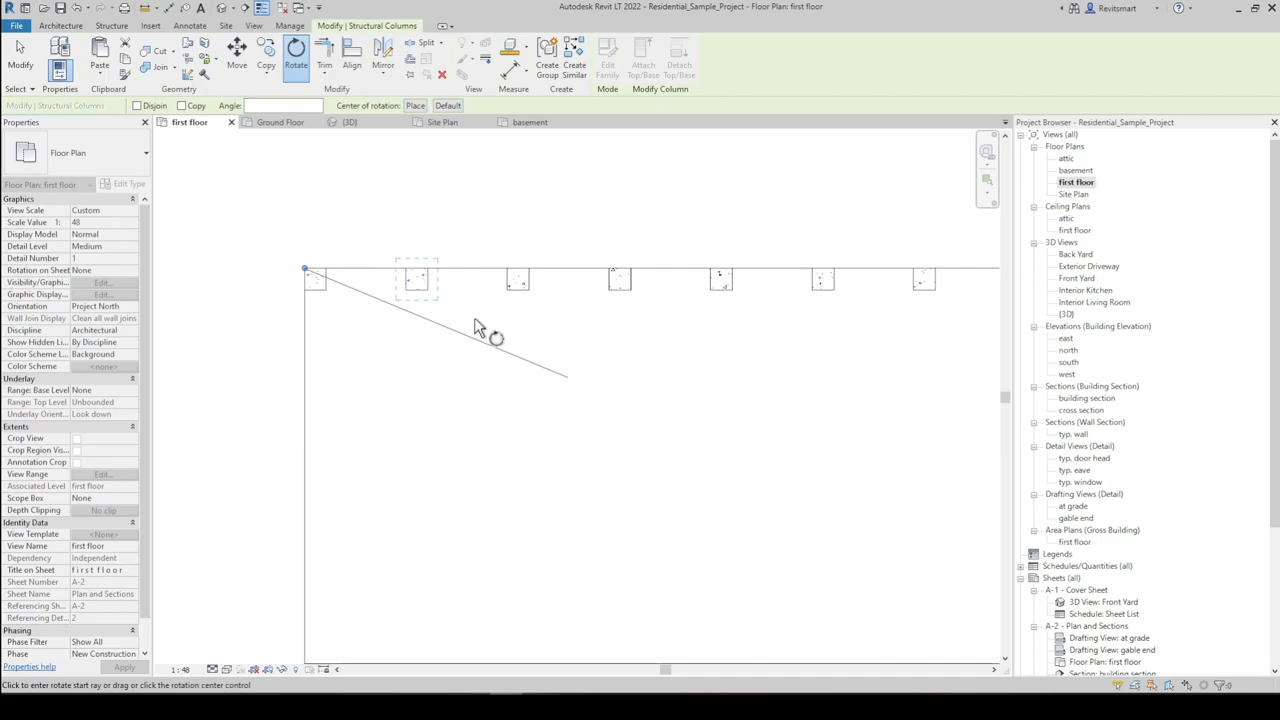 Autodesk Revit LT 2022 - Residential_Sample_Project - Floor Plan: first floor
Revitsmart
File Architecture Structure Insert Annotate Site View Manage Modify | Structural Columns
Modify Properties Paste Cut Join Move Copy Rotate Trim Align Mirror Split Create Group Create Similar Edit Family Attach Top/Base Detach Top/Base
Select Properties Clipboard Geometry Modify View Measure Create Mode Modify Column
Modify | Structural Columns Disjoin Copy Angle: Center of rotation: Place Default
Properties
Floor Plan
Floor Plan: first floor Edit Type
Graphics
View Scale Custom
Scale Value 1: 48
Display Model Normal
Detail Level Medium
Detail Number 1
Rotation on Sheet None
Visibility/Graphi... Edit...
Graphic Display... Edit...
Orientation Project North
Wall Join Display Clean all wall joins
Discipline Architectural
Show Hidden Li... By Discipline
Color Scheme L... Background
Color Scheme <none>
Underlay
Range: Base Level None
Range: Top Level Unbounded
Underlay Orient... Look down
Extents
Crop View
Crop Region Vis...
Annotation Crop
View Range Edit...
Associated Level first floor
Scope Box None
Depth Clipping No clip
Identity Data
View Template <None>
View Name first floor
Dependency Independent
Title on Sheet f i r s t f l o o r
Sheet Number A-2
Sheet Name Plan and Sections
Referencing Sh... A-2
Referencing Det... 2
Phasing
Phase Filter Show All
Phase New Construction
Properties help Apply
first floor Ground Floor {3D} Site Plan basement
1 : 48
Project Browser - Residential_Sample_Project
Views (all)
Floor Plans
attic
basement
first floor
Site Plan
Ceiling Plans
attic
first floor
3D Views
Back Yard
Exterior Driveway
Front Yard
Interior Kitchen
Interior Living Room
{3D}
Elevations (Building Elevation)
east
north
south
west
Sections (Building Section)
building section
cross section
Sections (Wall Section)
typ. wall
Detail Views (Detail)
typ. door head
typ. eave
typ. window
Drafting Views (Detail)
at grade
gable end
Area Plans (Gross Building)
first floor
Legends
Schedules/Quantities (all)
Sheets (all)
A-1 - Cover Sheet
3D View: Front Yard
Schedule: Sheet List
A-2 - Plan and Sections
Drafting View: at grade
Drafting View: gable end
Floor Plan: first floor
Section: building section
Click to enter rotate start ray or drag or click the rotation center control
:0